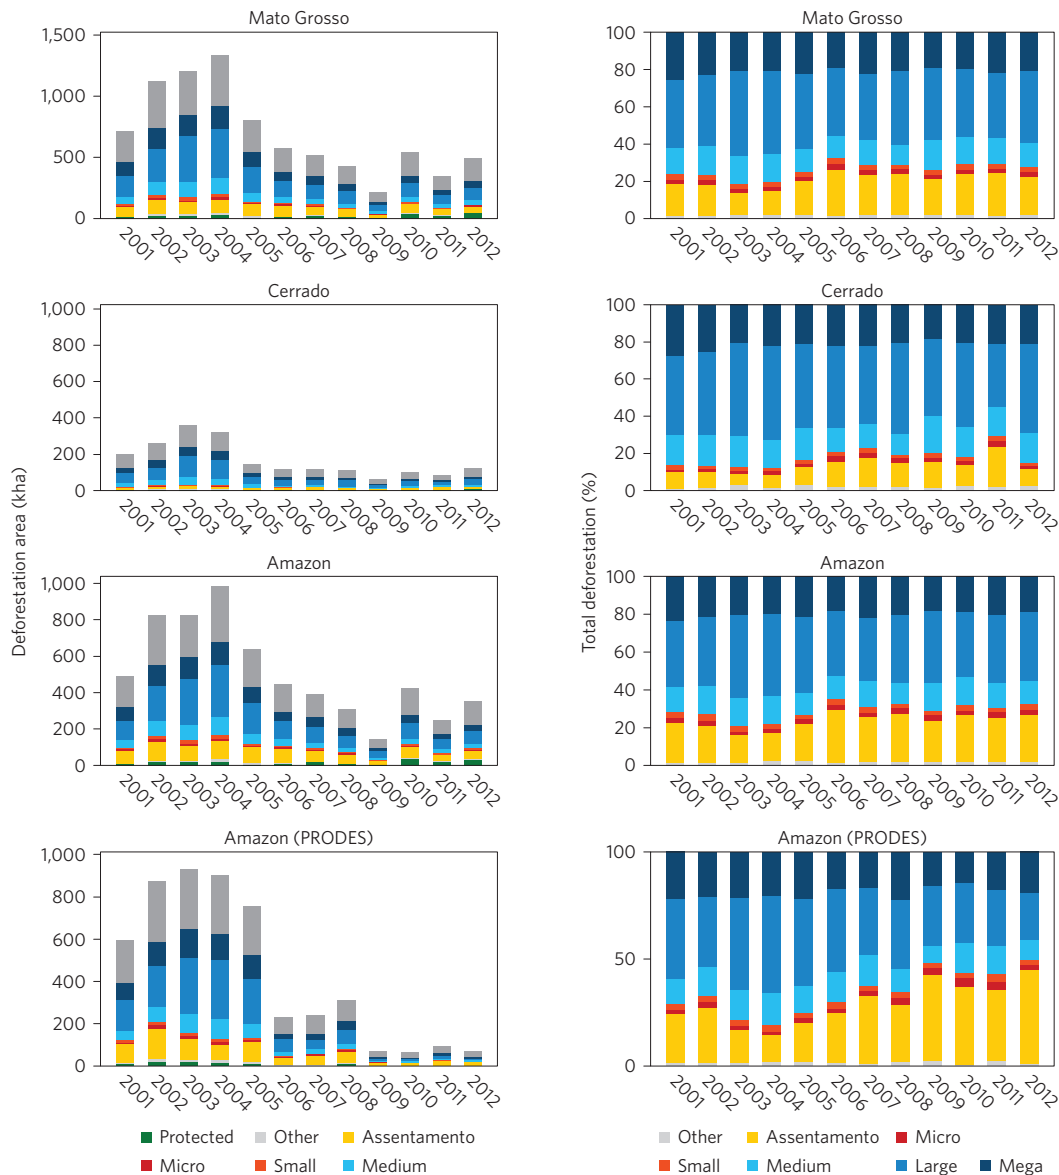 Mato Grosso
1,500
1,000
500
0
2001 2002 2003 2004 2005 2006 2007 2008 2009 2010 2011 2012
Cerrado
1,000
800
600
400
200
0
2001 2002 2003 2004 2005 2006 2007 2008 2009 2010 2011 2012
Amazon
1,000
800
600
400
200
0
2001 2002 2003 2004 2005 2006 2007 2008 2009 2010 2011 2012
Amazon (PRODES)
1,000
800
600
400
200
0
2001 2002 2003 2004 2005 2006 2007 2008 2009 2010 2011 2012
Deforestation area (kha)
Protected Other Assentamento
Micro Small Medium
Mato Grosso
100
80
60
40
20
0
2001 2002 2003 2004 2005 2006 2007 2008 2009 2010 2011 2012
Cerrado
100
80
60
40
20
0
2001 2002 2003 2004 2005 2006 2007 2008 2009 2010 2011 2012
Amazon
100
80
60
40
20
0
2001 2002 2003 2004 2005 2006 2007 2008 2009 2010 2011 2012
Amazon (PRODES)
100
50
0
2001 2002 2003 2004 2005 2006 2007 2008 2009 2010 2011 2012
Total deforestation (%)
Other Assentamento Micro
Small Medium Large Mega